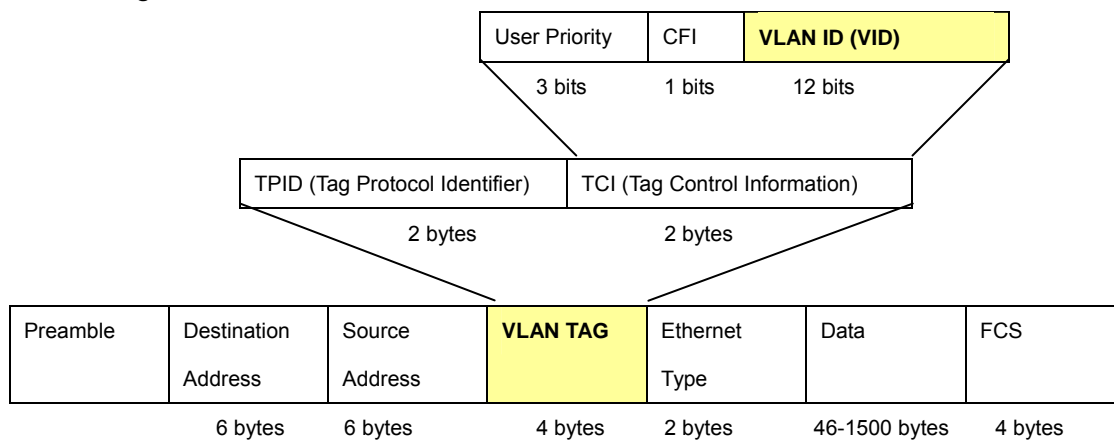 User Priority CFI VLAN ID (VID)
3 bits 1 bits 12 bits
TPID (Tag Protocol Identifier) TCI (Tag Control Information)
2 bytes 2 bytes
Preamble Destination Source VLAN TAG Ethernet Data FCS
Address Address Type
6 bytes 6 bytes 4 bytes 2 bytes 46-1500 bytes 4 bytes